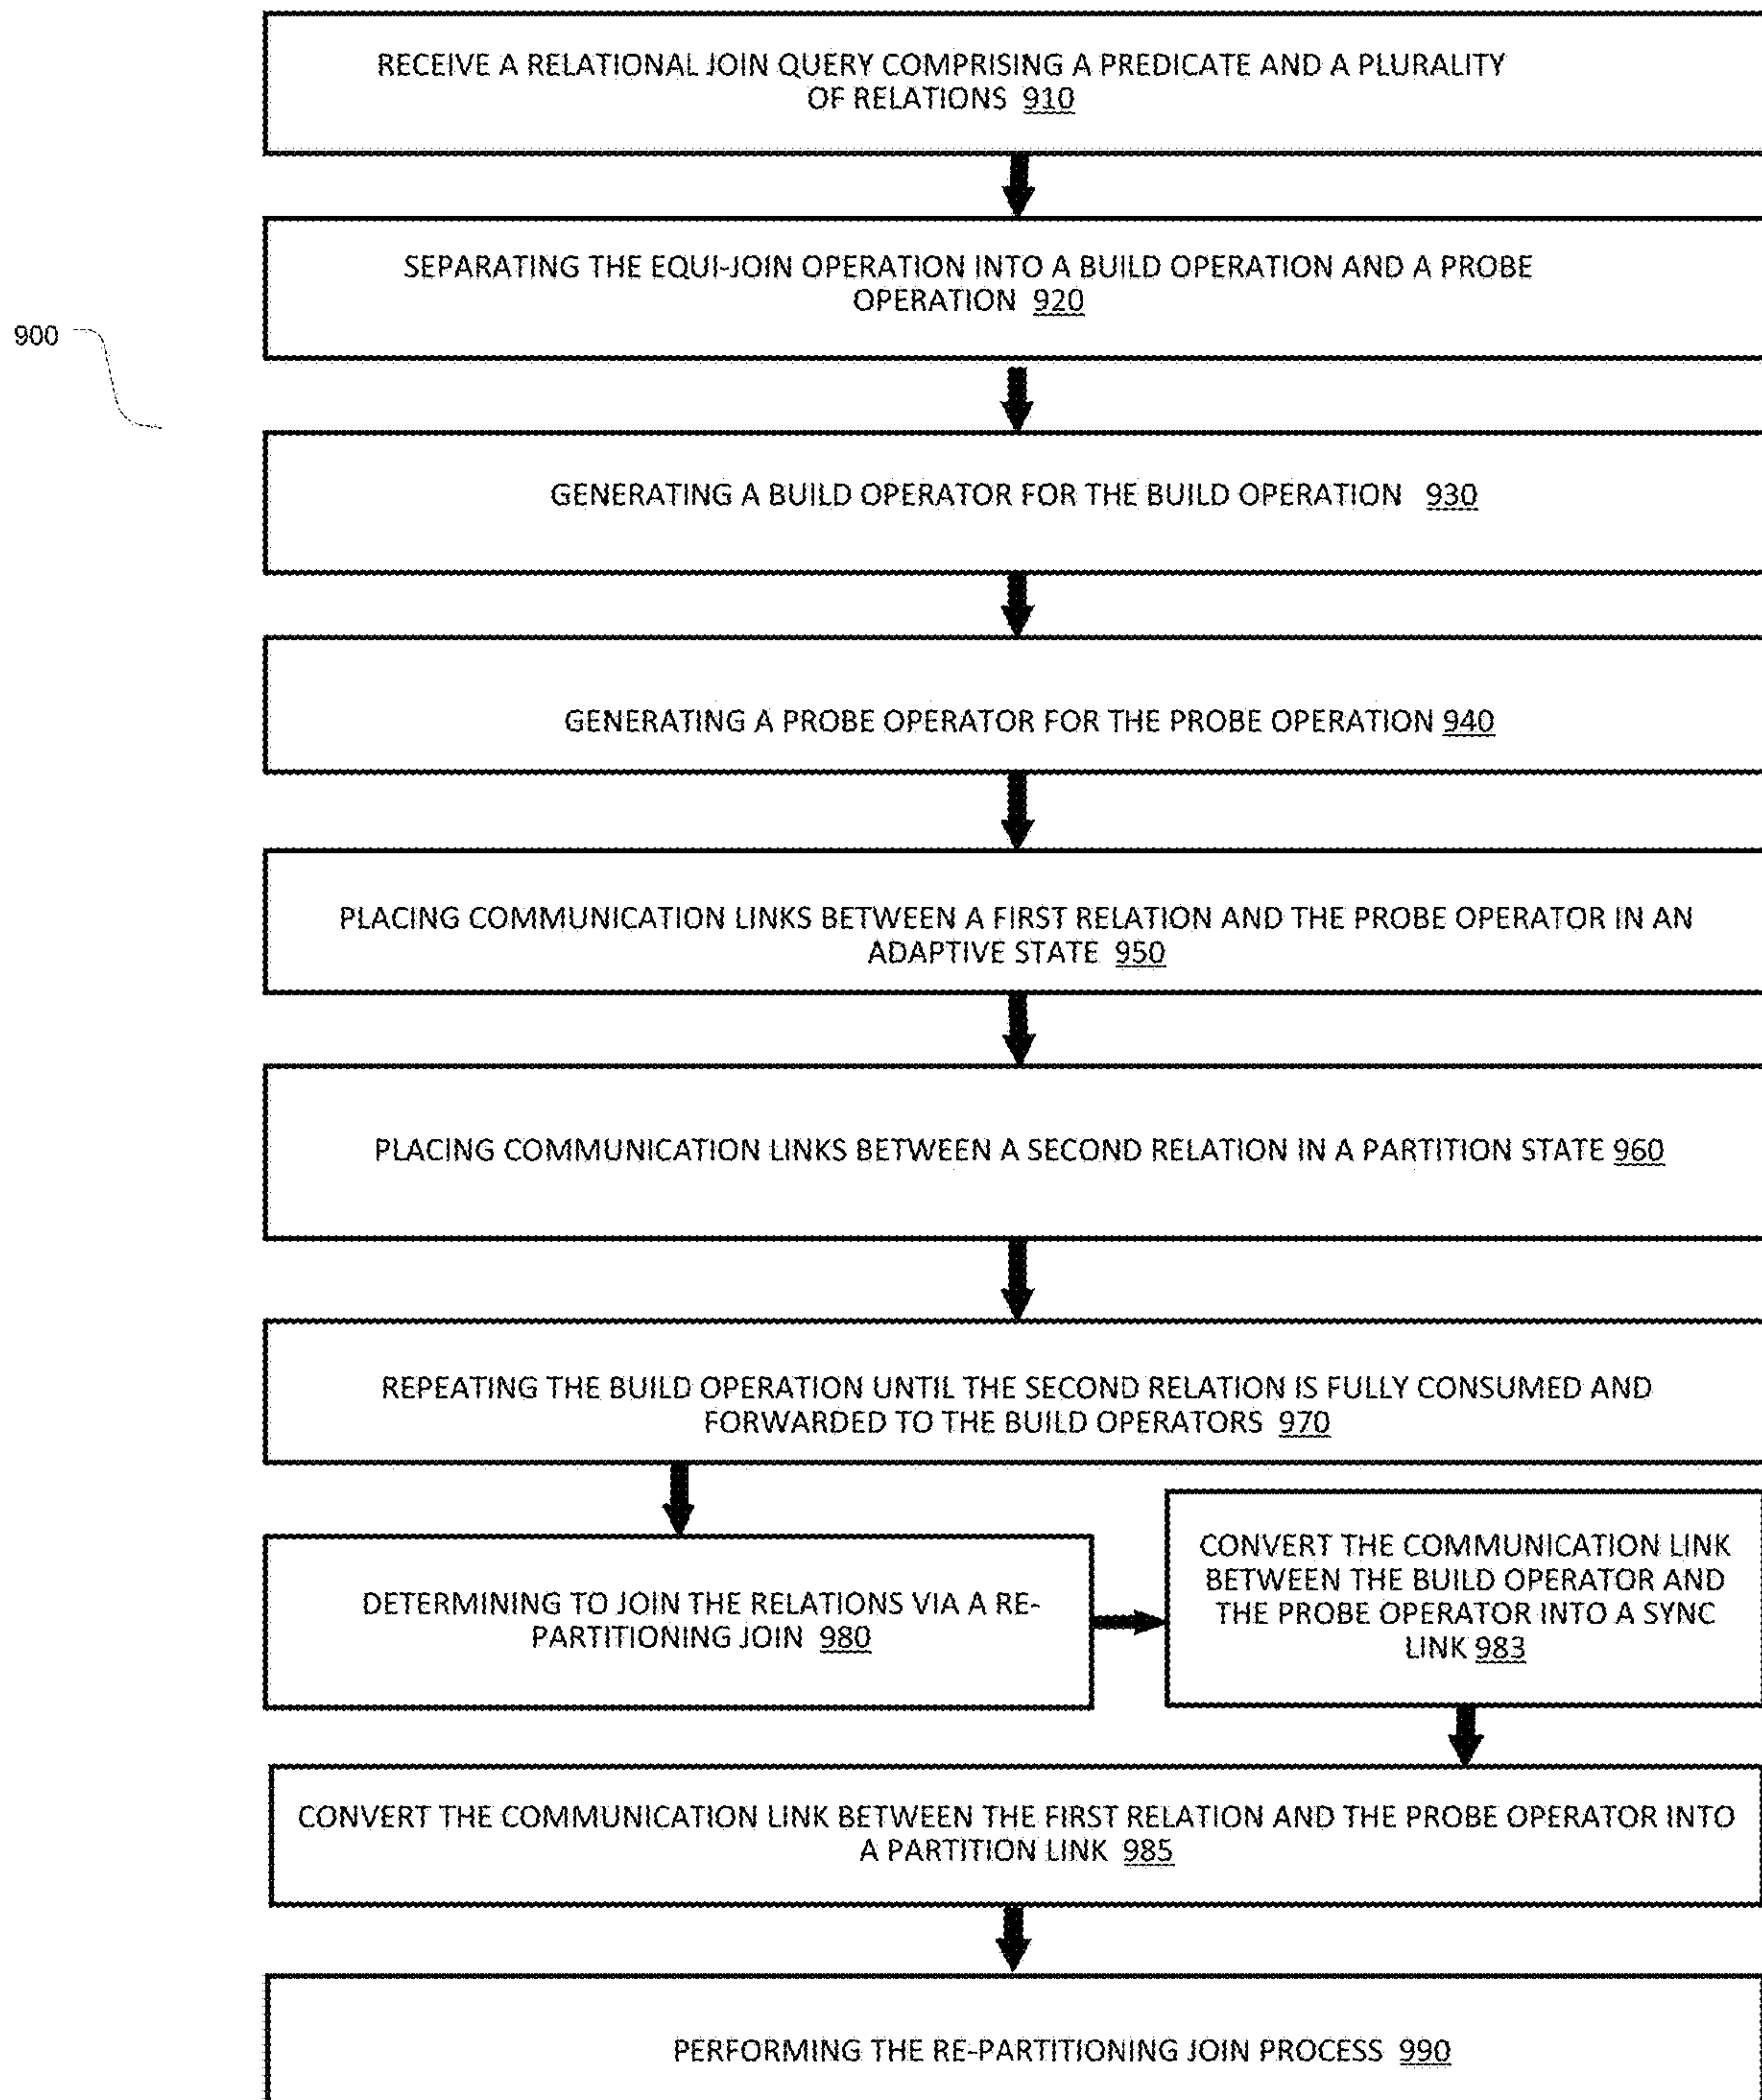 RECEIVE A RELATIONAL JOIN QUERY COMPRISING A PREDICATE AND A PLURALITY
OF RELATIONS 910
SEPARATING THE EQUI-JOIN OPERATION INTO A BUILD OPERATION AND A PROBE
OPERATION 920
900
GENERATING A BUILD OPERATOR FOR THE BUILD OPERATION 930
GENERATING A PROBE OPERATOR FOR THE PROBE OPERATION 940
PLACING COMMUNICATION LINKS BETWEEN A FIRST RELATION AND THE PROBE OPERATOR IN AN
ADAPTIVE STATE 950
PLACING COMMUNICATION LINKS BETWEEN A SECOND RELATION IN A PARTITION STATE 960
REPEATING THE BUILD OPERATION UNTIL THE SECOND RELATION IS FULLY CONSUMED AND
FORWARDED TO THE BUILD OPERATORS 970
DETERMINING TO JOIN THE RELATIONS VIA A RE-
PARTITIONING JOIN 980
CONVERT THE COMMUNICATION LINK
BETWEEN THE BUILD OPERATOR AND
THE PROBE OPERATOR INTO A SYNC
LINK 983
CONVERT THE COMMUNICATION LINK BETWEEN THE FIRST RELATION AND THE PROBE OPERATOR INTO
A PARTITION LINK 985
PERFORMING THE RE-PARTITIONING JOIN PROCESS 990